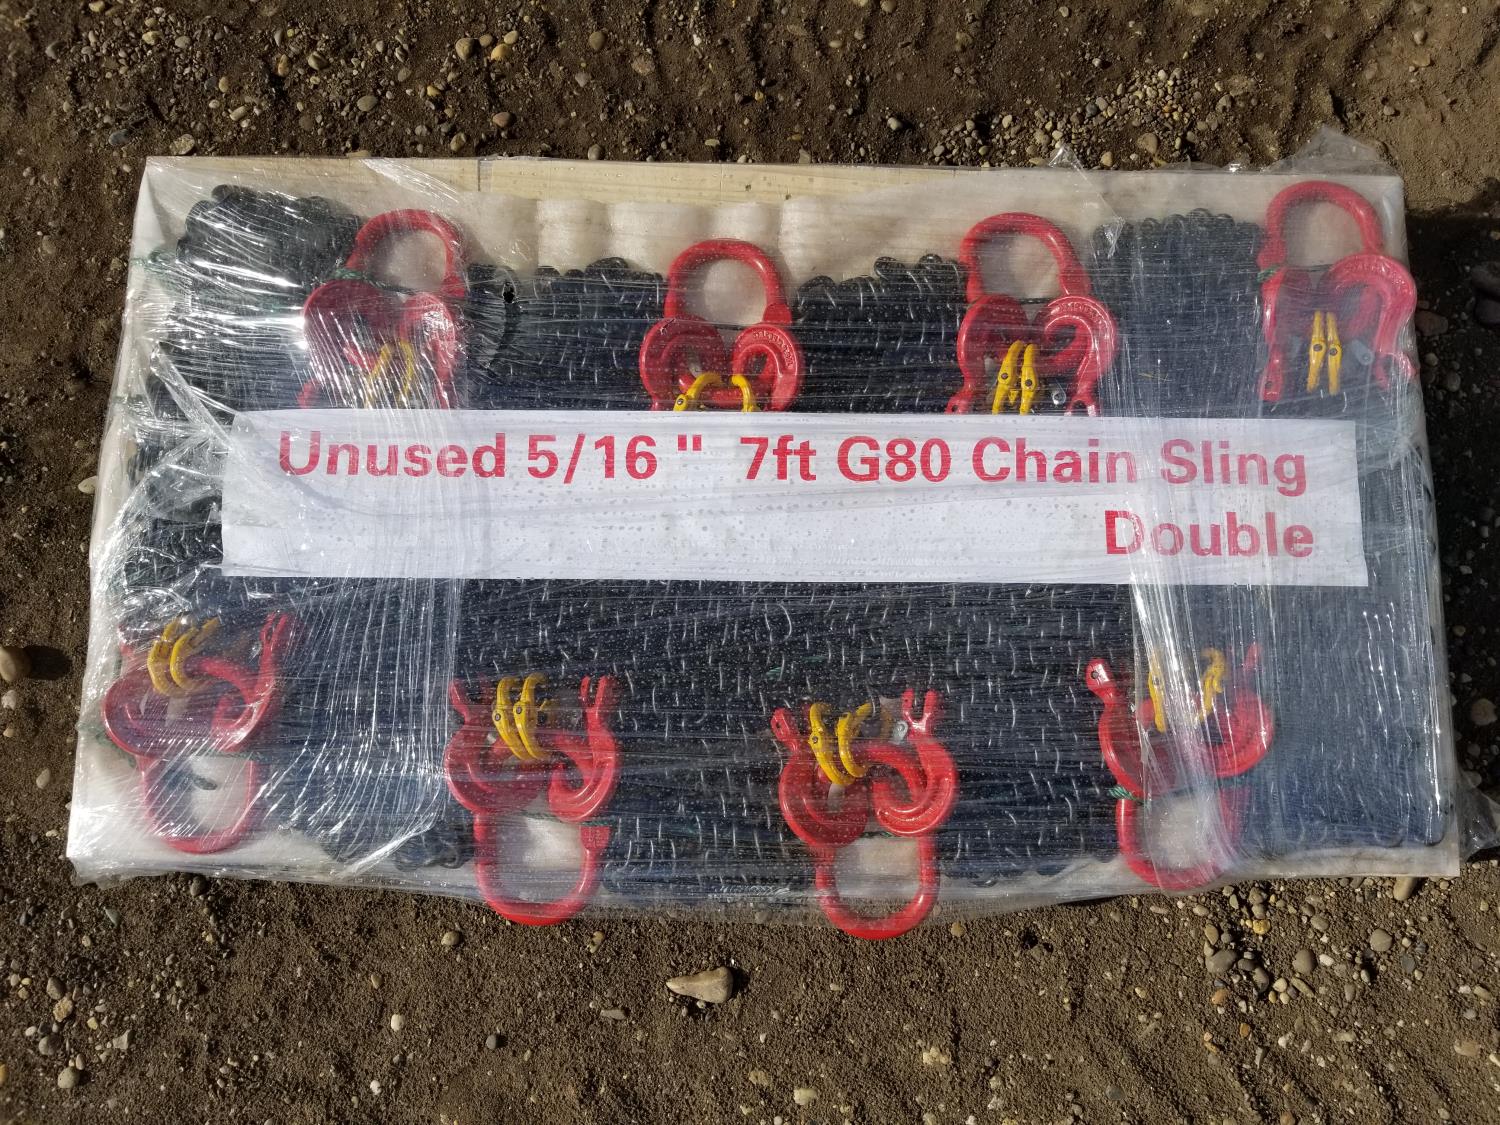 Unused 5/16 " 7ft G80 Chain Sling
Double